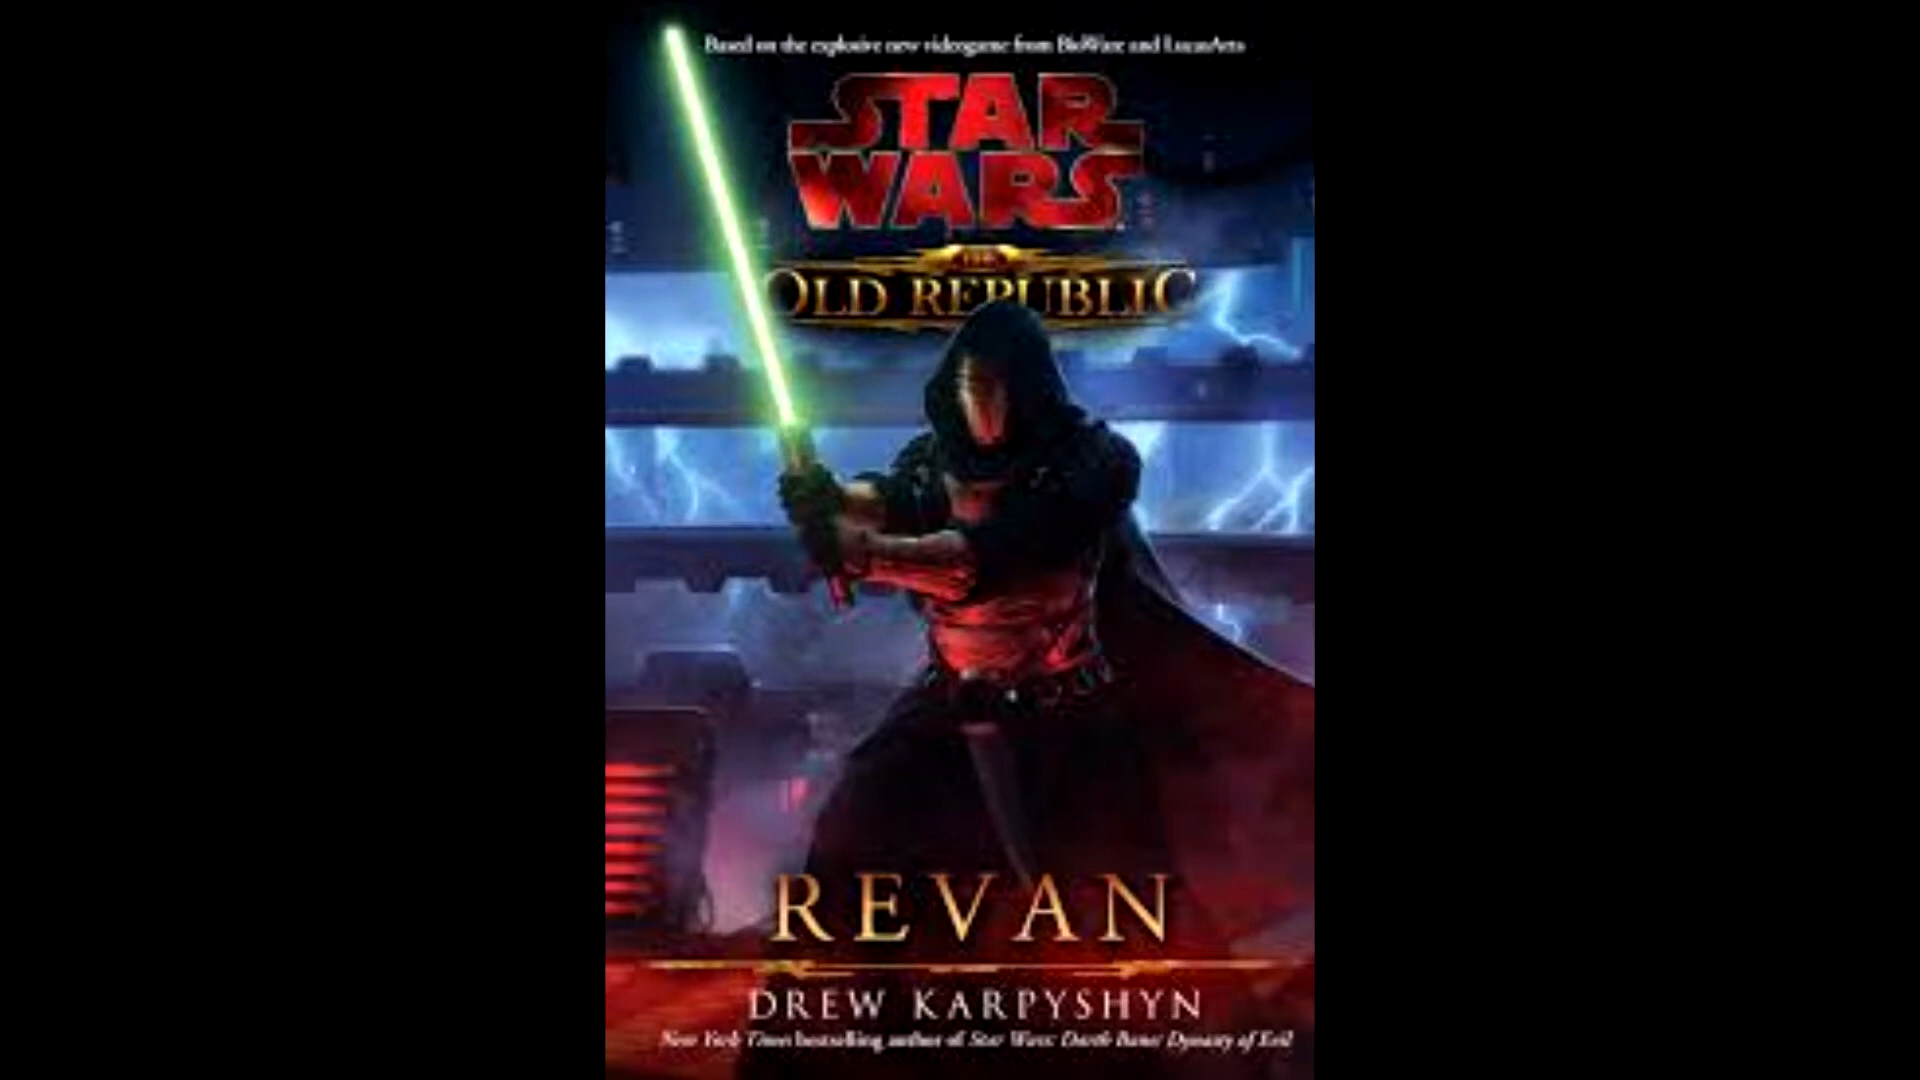 Based on the explosive new videogame from BioWare and LucasArts
STAR
WARS
THE
OLD REPUBLIC
REVAN
DREW KARPYSHYN
New York Times bestselling author of Star Wars: Darth Bane: Dynasty of Evil